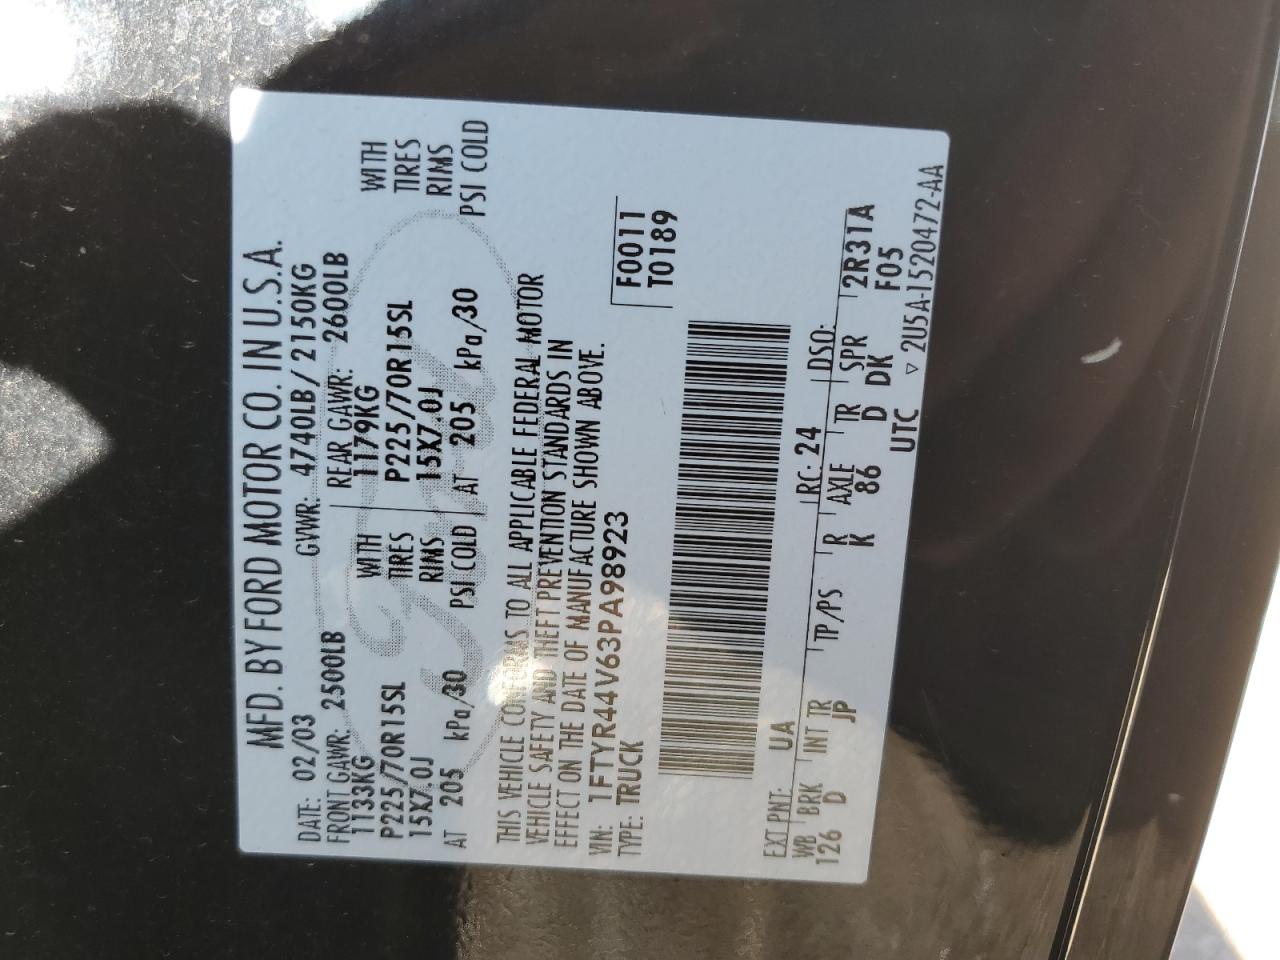 MFD. BY FORD MOTOR CO. IN U.S.A.
DATE: 02/03 GVWR: 4740LB/ 2150KG
FRONT GAWR: 2500LB REAR GAWR: 2600LB
1133KG WITH 1179KG WITH
P225/70R15SL TIRES P225/70R15SL TIRES
15X7.0J RIMS 15X7.0J RIMS
AT 205 kPa/30 PSI COLD AT 205 kPa/30 PSI COLD
THIS VEHICLE CONFORMS TO ALL APPLICABLE FEDERAL MOTOR
VEHICLE SAFETY AND THEFT PREVENTION STANDARDS IN
EFFECT ON THE DATE OF MANUFACTURE SHOWN ABOVE.
VIN: 1FTYR44V63PA98923 F0011
TYPE: TRUCK T0189
EXT PNT: UA RC: 24 DSO:
WB BRK INT TR TP/PS R AXLE TR SPR 2R31A
126 D JP K 86 D DK F05
UTC ▽ 2U5A-1520472-AA
Ford